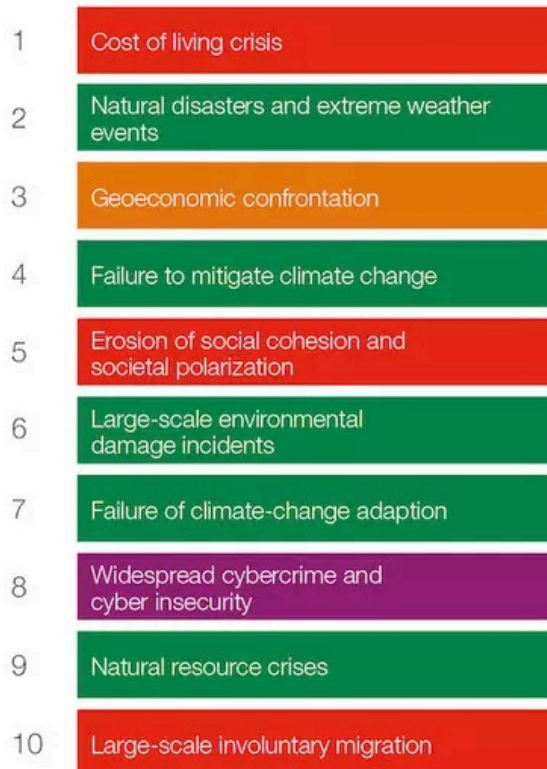 1 Cost of living crisis
2 Natural disasters and extreme weather
events
3 Geoeconomic confrontation
4 Failure to mitigate climate change
5 Erosion of social cohesion and
societal polarization
6 Large-scale environmental
damage incidents
7 Failure of climate-change adaption
8 Widespread cybercrime and
cyber insecurity
9 Natural resource crises
10 Large-scale involuntary migration